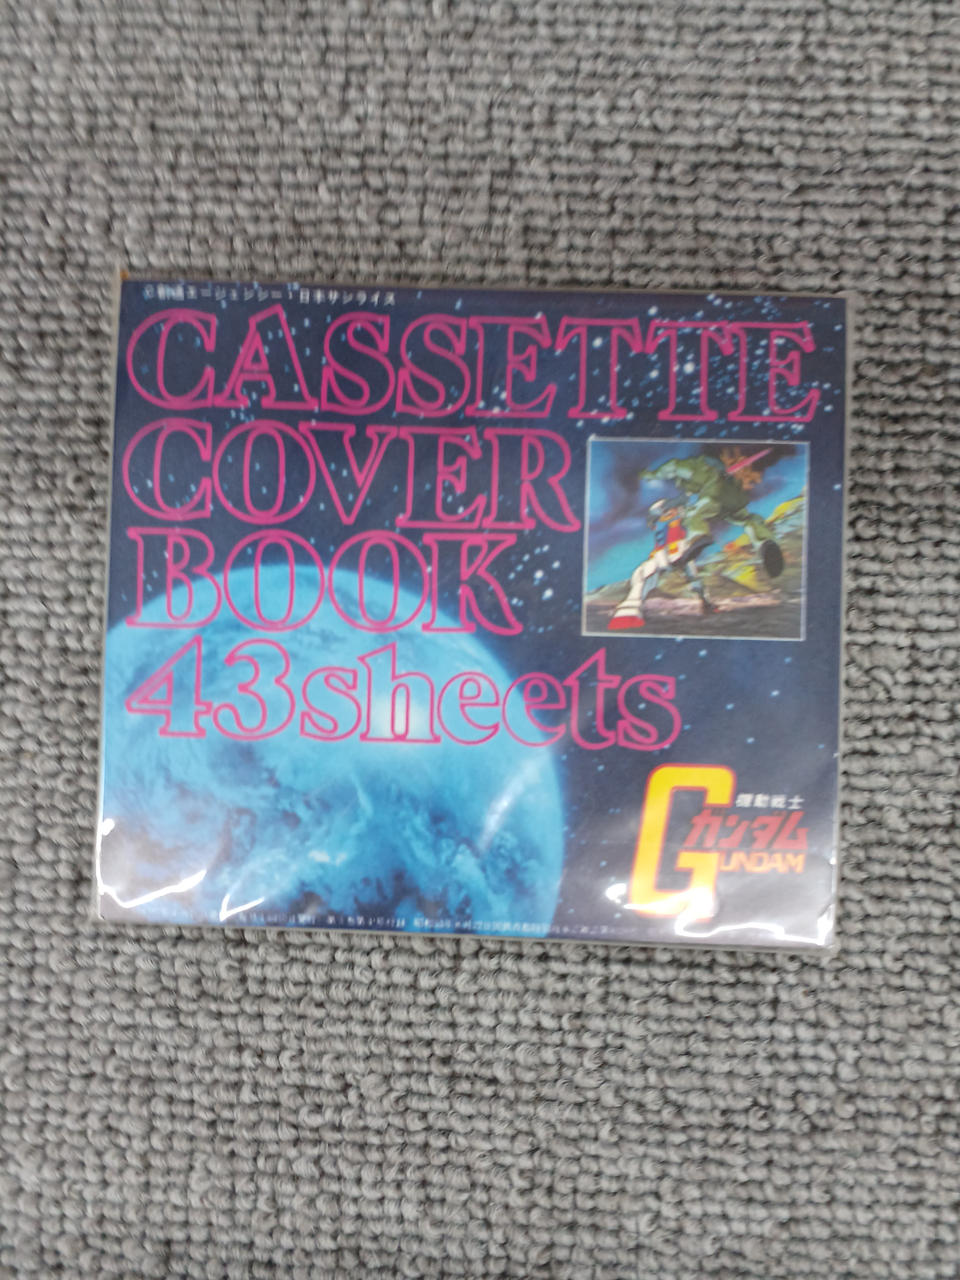 ©創通エージェンシー・日本サンライズ
CASSETTE
COVER
BOOK
43sheets
機動戦士
ガンダム
GUNDAM